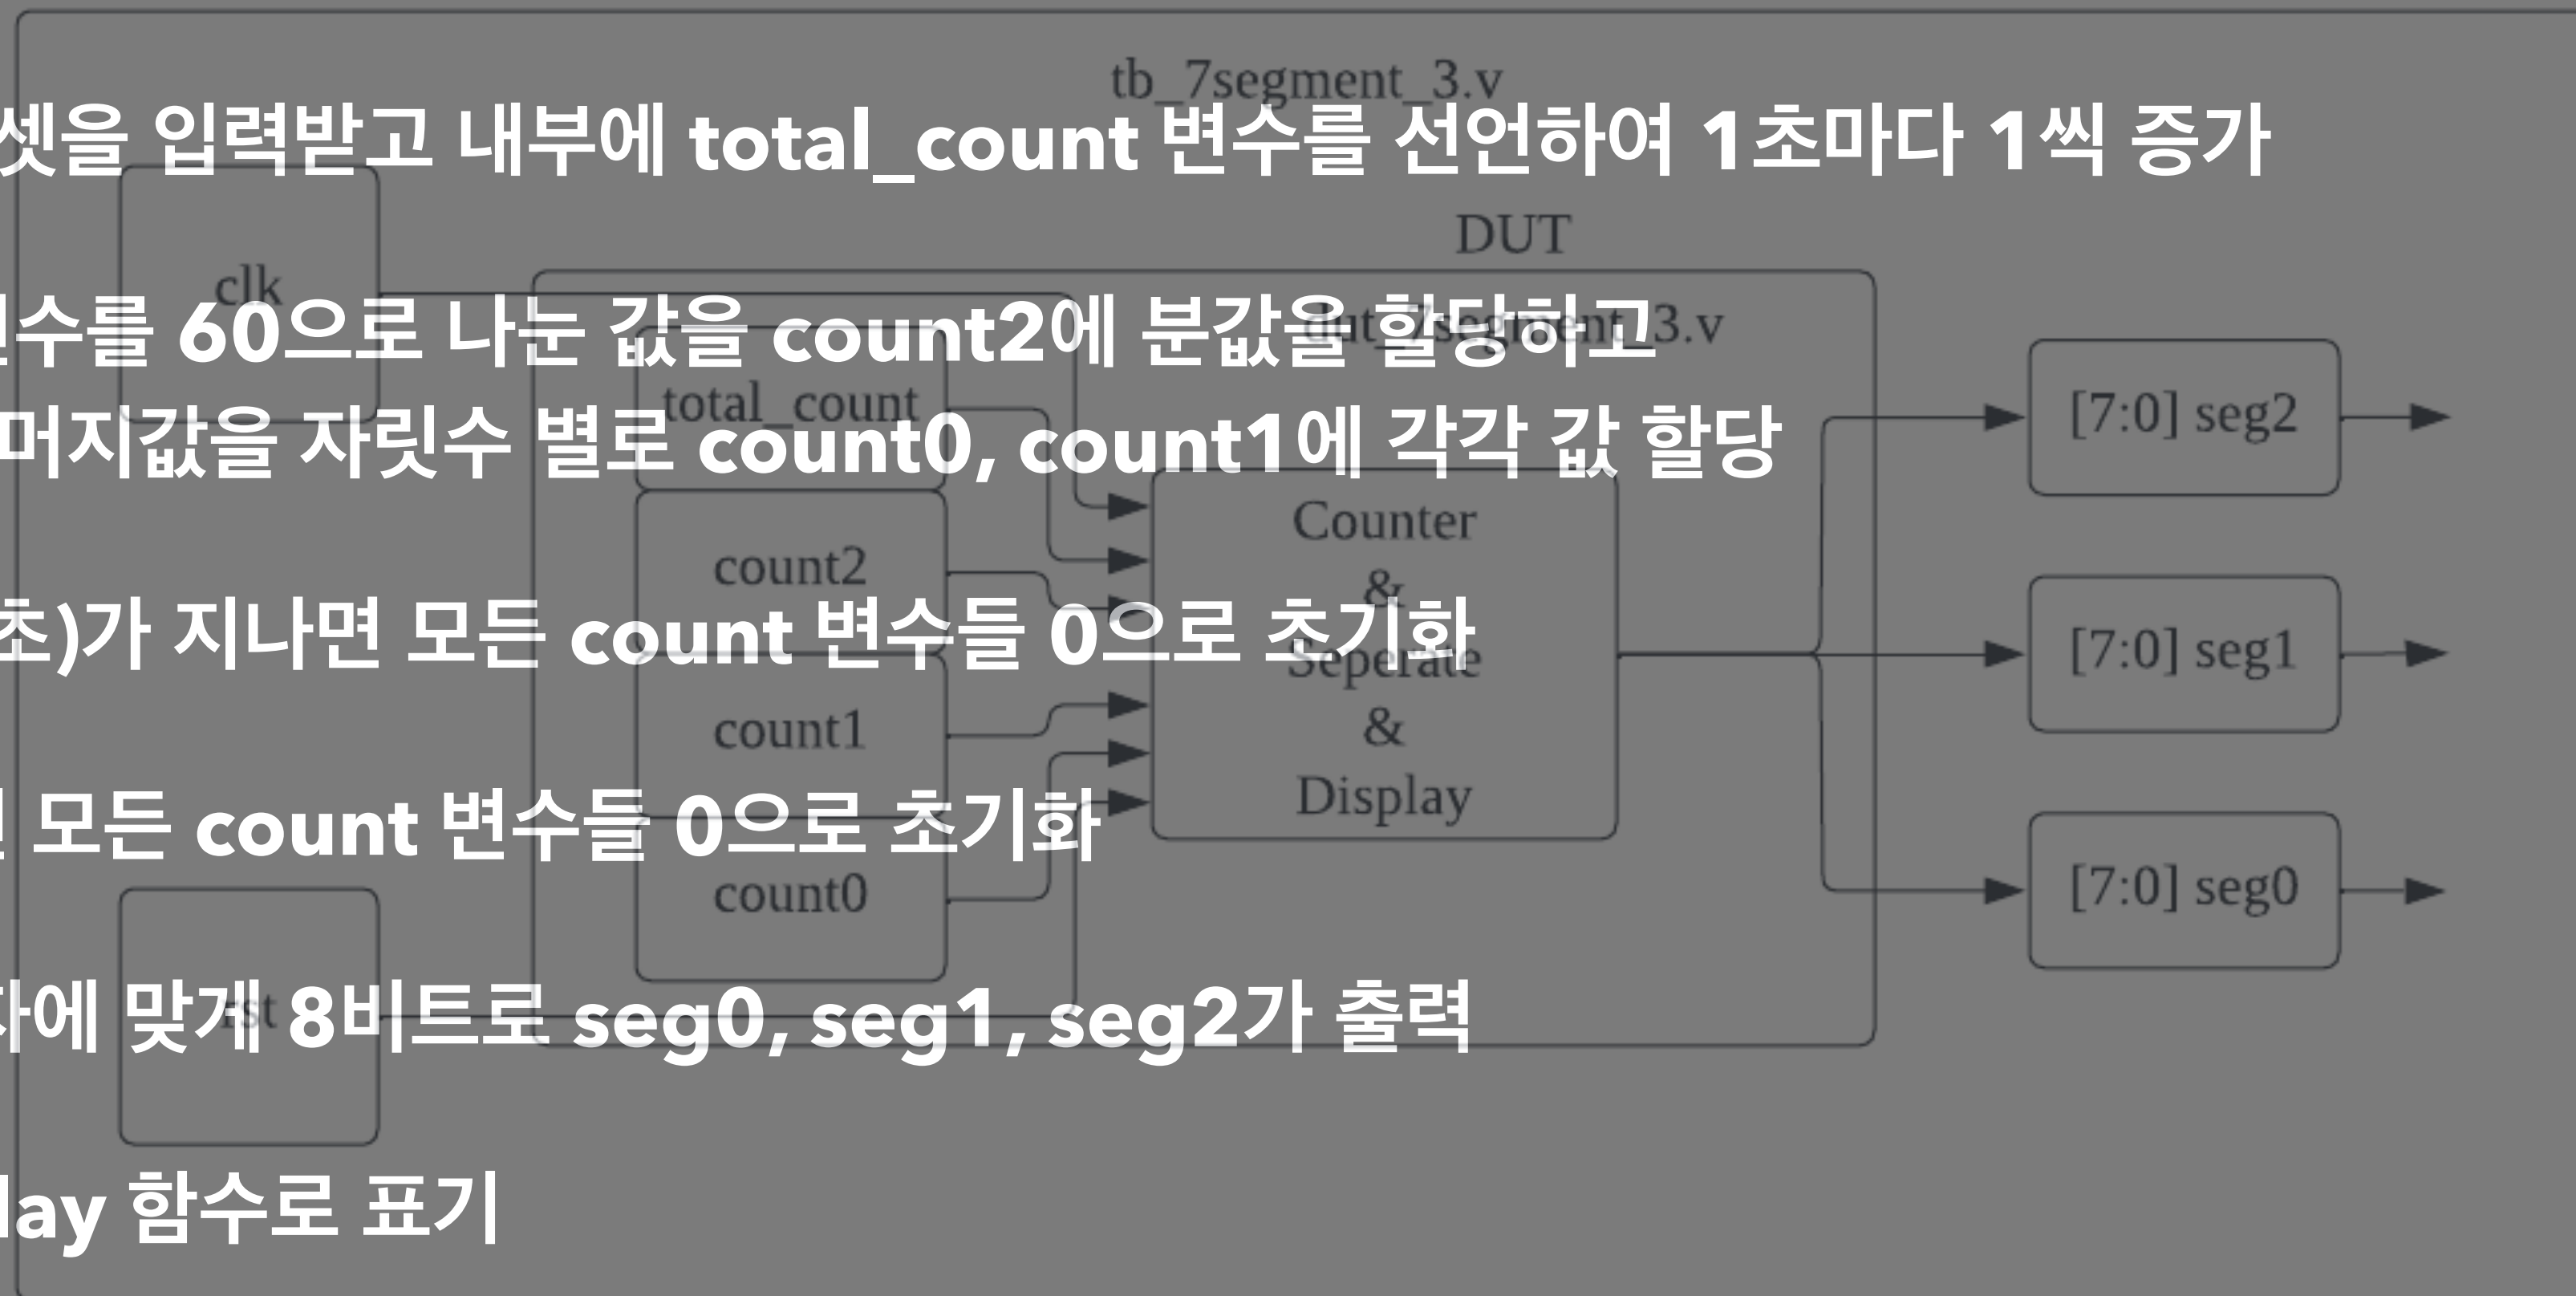 tb_7segment_3.v
셋을 입력받고 내부에 total_count 변수를 선언하여 1초마다 1씩 증가
DUT
clk
dut_7segment_3.v
변수를 60으로 나눈 값을 count2에 분값을 할당하고
total_count
머지값을 자릿수 별로 count0, count1에 각각 값 할당
[7:0] seg2
Counter
&
Seperate
&
Display
count2
초)가 지나면 모든 count 변수들 0으로 초기화
[7:0] seg1
count1
모든 count 변수들 0으로 초기화
count0
[7:0] seg0
rst
에 맞게 8비트로 seg0, seg1, seg2가 출력
lay 함수로 표기